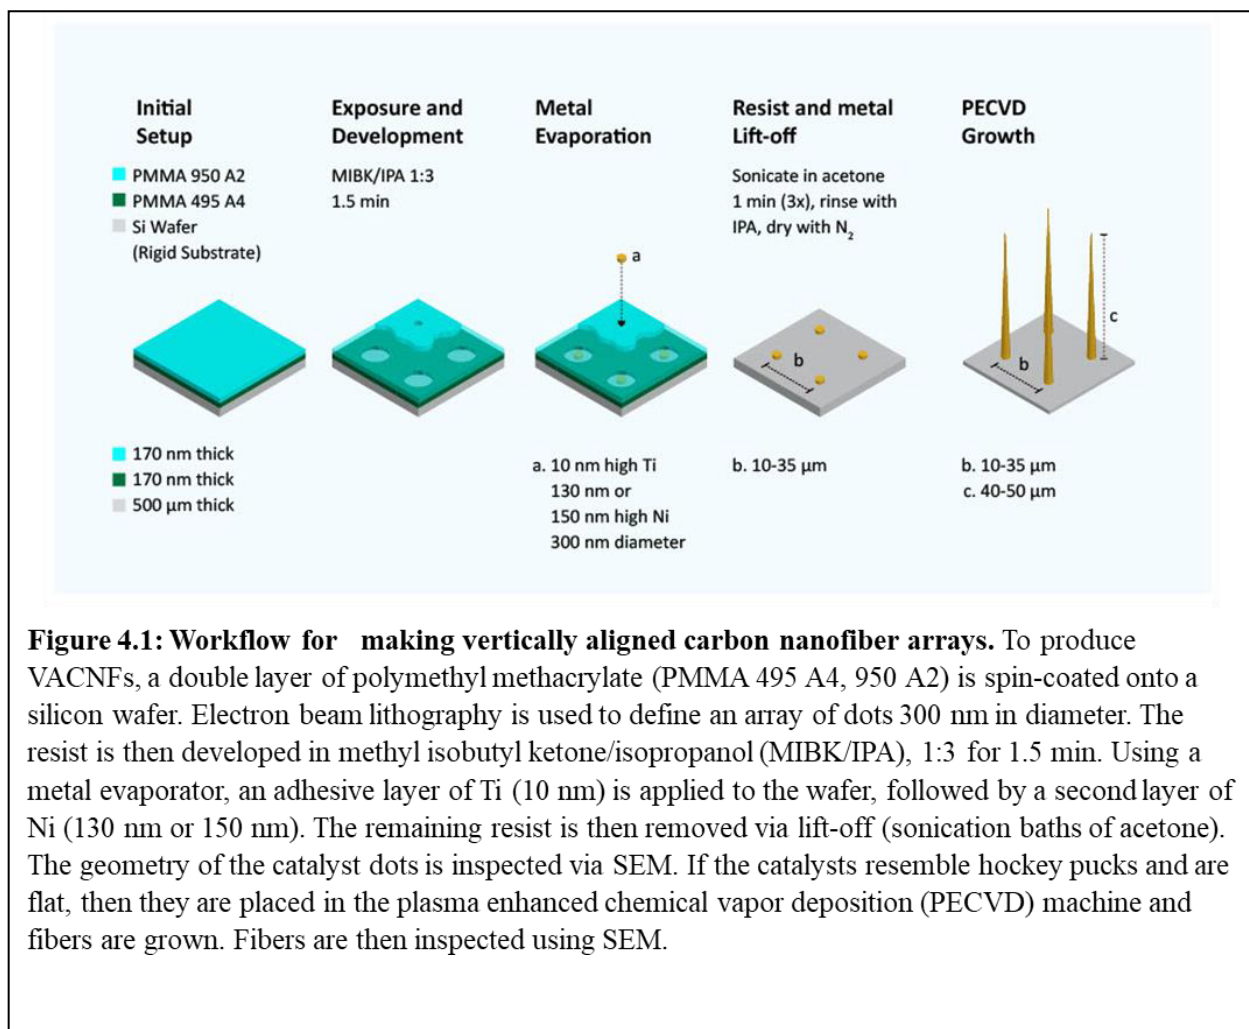 Initial
Setup
PMMA 950 A2
PMMA 495 A4
Si Wafer
(Rigid Substrate)
170 nm thick
170 nm thick
500 µm thick
Exposure and
Development
MIBK/IPA 1:3
1.5 min
Metal
Evaporation
a
a. 10 nm high Ti
130 nm or
150 nm high Ni
300 nm diameter
Resist and metal
Lift-off
Sonicate in acetone
1 min (3x), rinse with
IPA, dry with N₂
b
b. 10-35 µm
PECVD
Growth
c
b
b. 10-35 µm
c. 40-50 µm
Figure 4.1: Workflow for making vertically aligned carbon nanofiber arrays. To produce
VACNFs, a double layer of polymethyl methacrylate (PMMA 495 A4, 950 A2) is spin-coated onto a
silicon wafer. Electron beam lithography is used to define an array of dots 300 nm in diameter. The
resist is then developed in methyl isobutyl ketone/isopropanol (MIBK/IPA), 1:3 for 1.5 min. Using a
metal evaporator, an adhesive layer of Ti (10 nm) is applied to the wafer, followed by a second layer of
Ni (130 nm or 150 nm). The remaining resist is then removed via lift-off (sonication baths of acetone).
The geometry of the catalyst dots is inspected via SEM. If the catalysts resemble hockey pucks and are
flat, then they are placed in the plasma enhanced chemical vapor deposition (PECVD) machine and
fibers are grown. Fibers are then inspected using SEM.